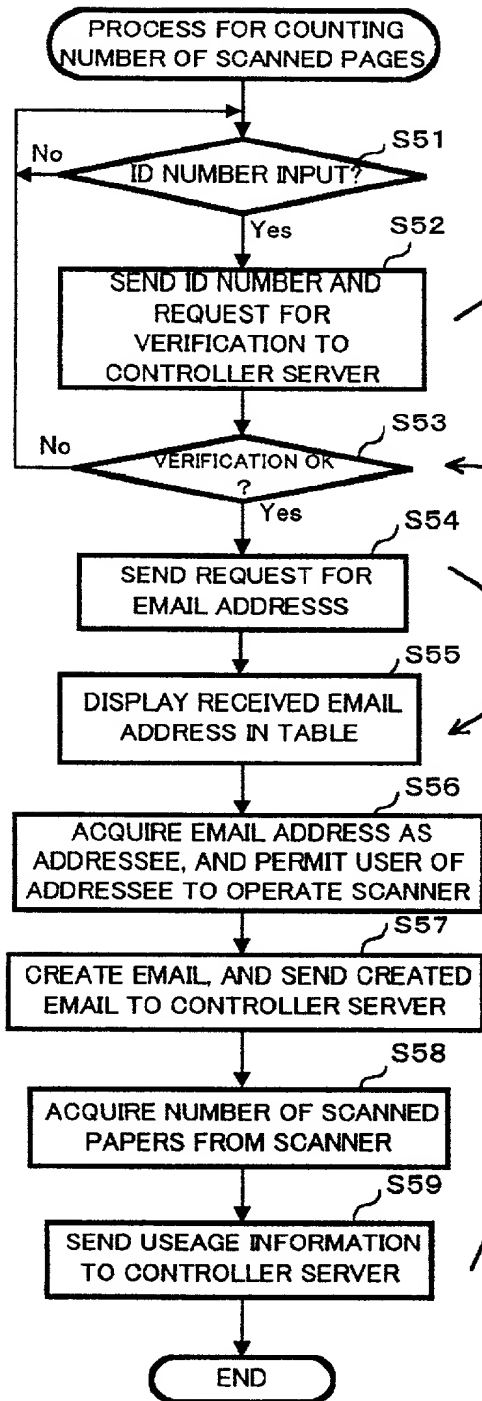 PROCESS FOR COUNTING
NUMBER OF SCANNED PAGES
S51
No
ID NUMBER INPUT?
Yes
S52
SEND ID NUMBER AND
REQUEST FOR
VERIFICATION TO
CONTROLLER SERVER
S53
No
VERIFICATION OK
?
Yes
S54
SEND REQUEST FOR
EMAIL ADDRESSS
S55
DISPLAY RECEIVED EMAIL
ADDRESS IN TABLE
S56
ACQUIRE EMAIL ADDRESS AS
ADDRESSEE, AND PERMIT USER OF
ADDRESSEE TO OPERATE SCANNER
S57
CREATE EMAIL, AND SEND CREATED
EMAIL TO CONTROLLER SERVER
S58
ACQUIRE NUMBER OF SCANNED
PAPERS FROM SCANNER
S59
SEND USEAGE INFORMATION
TO CONTROLLER SERVER
END